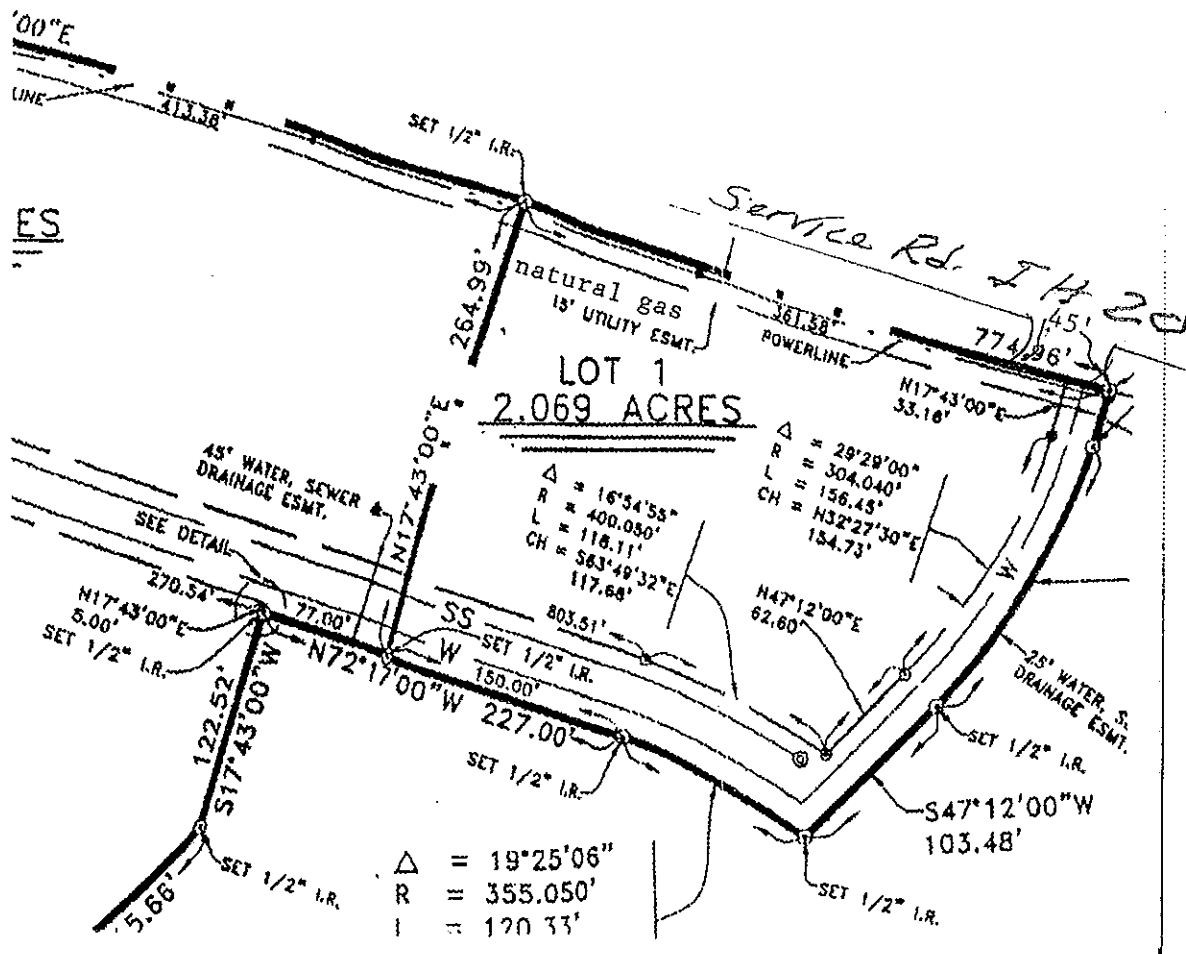 '00"E
LINE
413.38'
SET 1/2" I.R.
ES
Service Rd. I H 20
264.99'
natural gas
15' UTILITY ESMT.
361.58'
POWERLINE
45'
774.96'
N17°43'00"E
33.16'
LOT 1
2.069 ACRES
N17°43'00"E
45' WATER, SEWER &
DRAINAGE ESMT.
Δ = 29°29'00"
R = 304.040'
L = 156.45'
CH = N32°27'30"E
154.73'
Δ = 16°54'55"
R = 400.050'
L = 118.11'
CH = S63°49'32"E
117.68'
SEE DETAIL
270.54'
N17°43'00"E
5.00'
SET 1/2" I.R.
77.00'
SS
803.51'
N47°12'00"E
62.60'
W
SET 1/2" I.R.
W
N72°17'00"W 227.00'
150.00'
25' WATER, S.
DRAINAGE ESMT.
122.52'
S17°43'00"W
SET 1/2" I.R.
SET 1/2" I.R.
S47°12'00"W
103.48'
SET 1/2" I.R.
5.66'
Δ = 19°25'06"
R = 355.050'
L = 120.33'
SET 1/2" I.R.